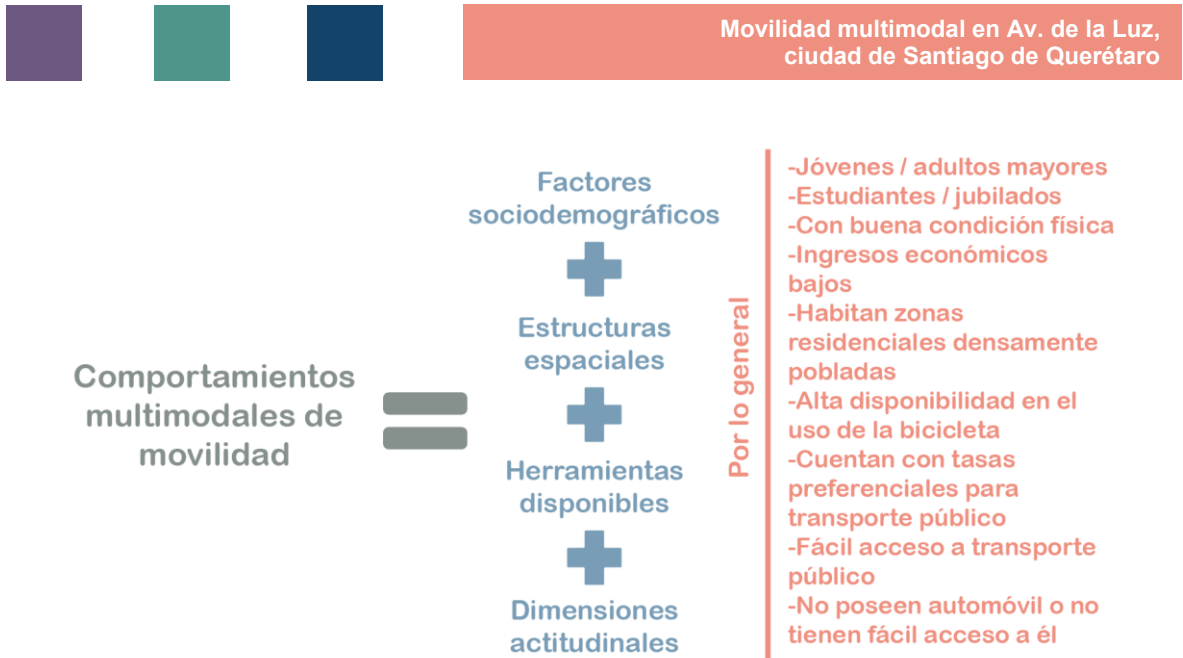 Movilidad multimodal en Av. de la Luz,
ciudad de Santiago de Querétaro
Comportamientos
multimodales de
movilidad
Factores
sociodemográficos
Estructuras
espaciales
Herramientas
disponibles
Dimensiones
actitudinales
Por lo general
-Jóvenes / adultos mayores
-Estudiantes / jubilados
-Con buena condición física
-Ingresos económicos
bajos
-Habitan zonas
residenciales densamente
pobladas
-Alta disponibilidad en el
uso de la bicicleta
-Cuentan con tasas
preferenciales para
transporte público
-Fácil acceso a transporte
público
-No poseen automóvil o no
tienen fácil acceso a él